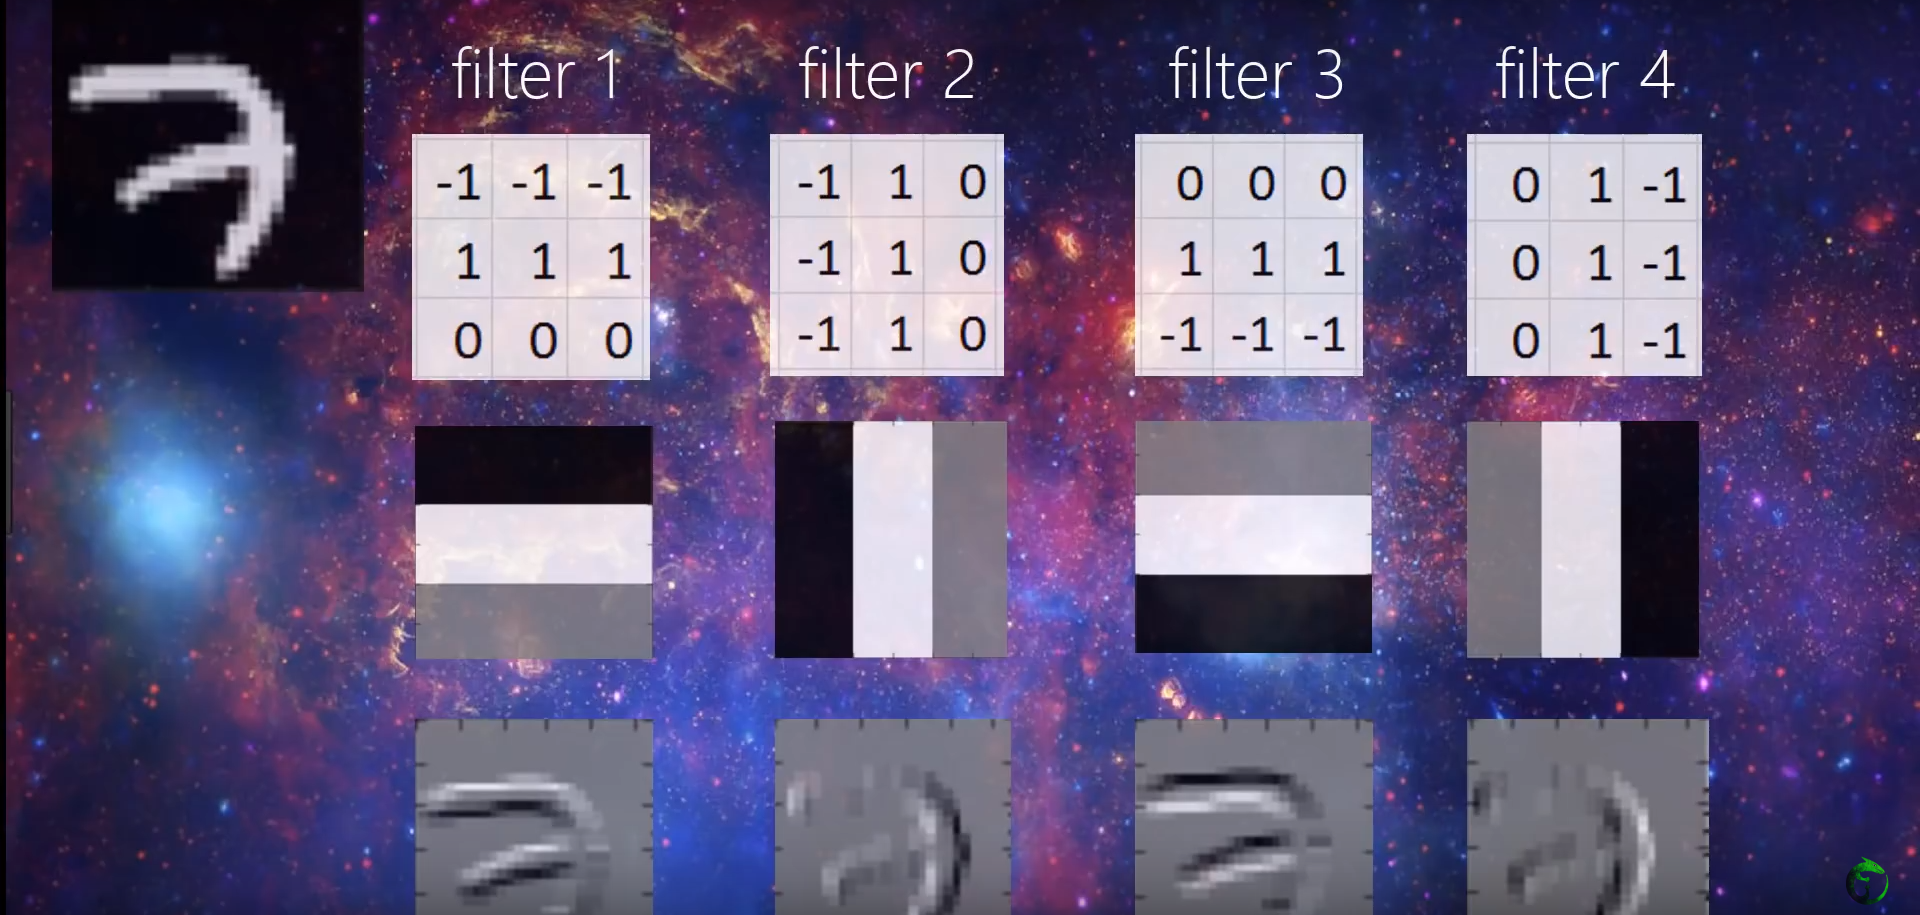 filter 1 filter 2 filter 3 filter 4
-1 -1 -1 -1 1 0 0 0 0 0 1 -1
1 1 1 -1 1 0 1 1 1 0 1 -1
0 0 0 -1 1 0 -1 -1 -1 0 1 -1